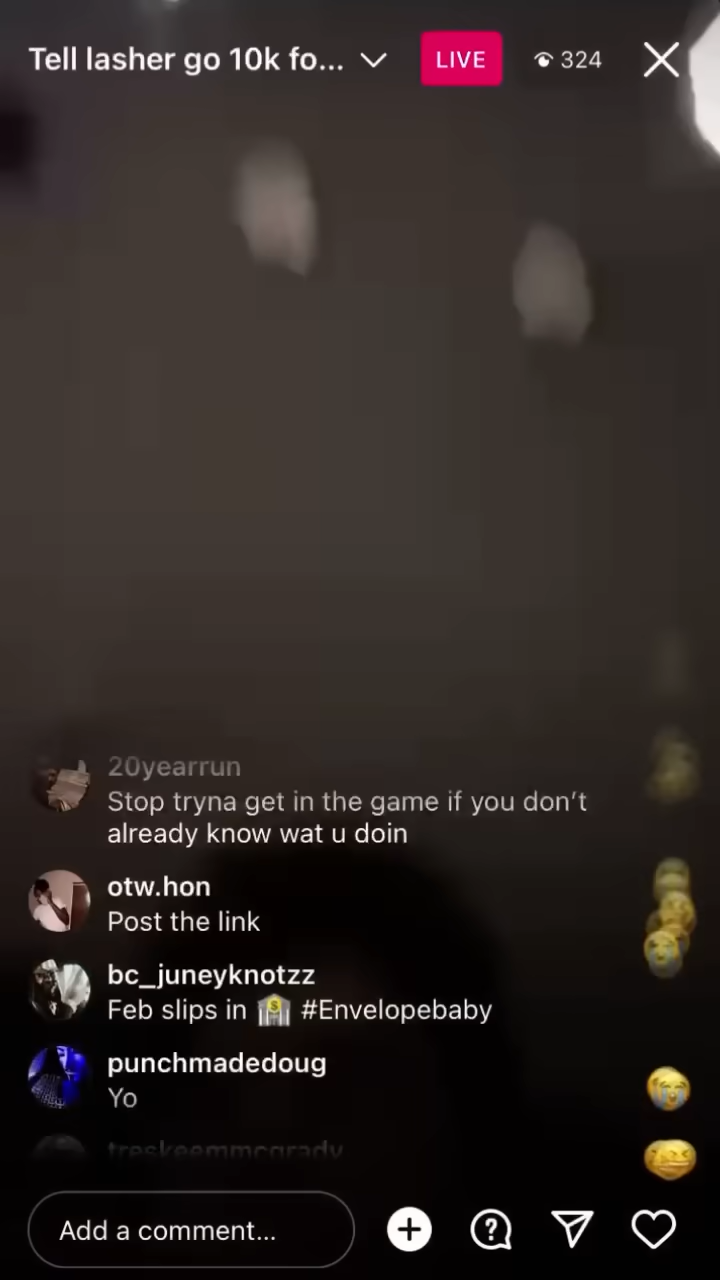 Tell lasher go 10k fo...
LIVE
324
20yearrun
Stop tryna get in the game if you don’t
already know wat u doin
otw.hon
Post the link
bc_juneyknotzz
Feb slips in 🏦 #Envelopebaby
punchmadedoug
Yo
treskeemmcgrady
Add a comment...